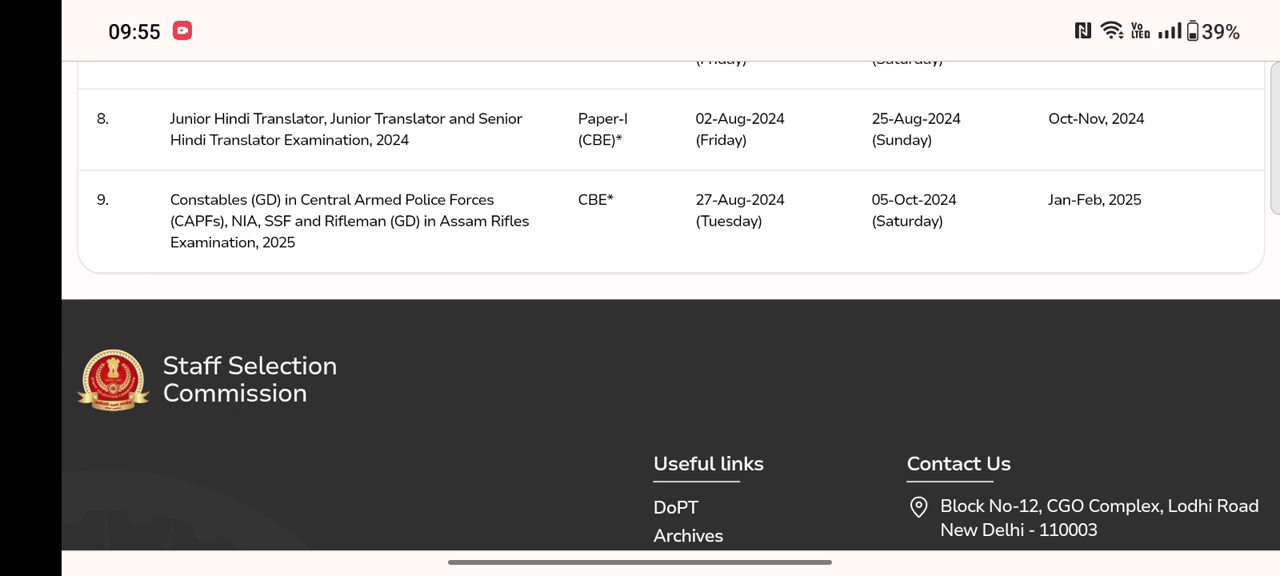 09:55 Vo LTED 39%
(Friday) (Saturday)
8. Junior Hindi Translator, Junior Translator and Senior Paper-I 02-Aug-2024 25-Aug-2024 Oct-Nov, 2024
Hindi Translator Examination, 2024 (CBE)* (Friday) (Sunday)
9. Constables (GD) in Central Armed Police Forces CBE* 27-Aug-2024 05-Oct-2024 Jan-Feb, 2025
(CAPFs), NIA, SSF and Rifleman (GD) in Assam Rifles (Tuesday) (Saturday)
Examination, 2025
Staff Selection
Commission
Useful links Contact Us
DoPT Block No-12, CGO Complex, Lodhi Road
Archives New Delhi - 110003